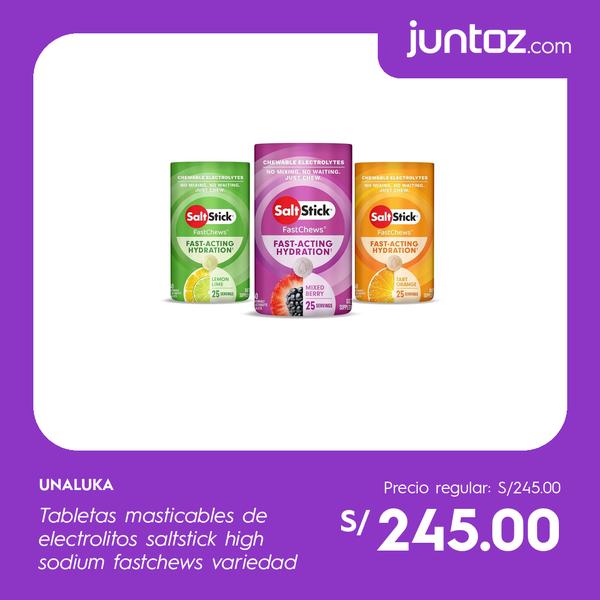 juntoz.com
CHEWABLE ELECTROLYTES
NO MIXING. NO WAITING.
JUST CHEW.
SaltStick
FastChews
FAST-ACTING
HYDRATION
LEMON
LIME
25 SERVINGS
CHEWABLE ELECTROLYTES
NO MIXING. NO WAITING.
JUST CHEW.
SaltStick
FastChews
FAST-ACTING
HYDRATION
MIXED
BERRY
25 SERVINGS
CHEWABLE ELECTROLYTES
NO MIXING. NO WAITING.
JUST CHEW.
SaltStick
FastChews
FAST-ACTING
HYDRATION
TART
ORANGE
25 SERVINGS
UNALUKA
Tabletas masticables de
electrolitos saltstick high
sodium fastchews variedad
Precio regular: S/245.00
S/ 245.00